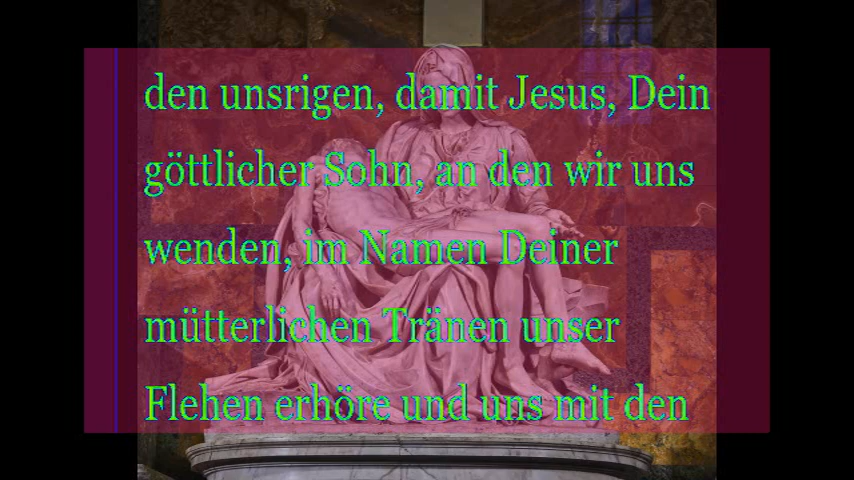 den unsrigen, damit Jesus, Dein
göttlicher Sohn, an den wir uns
wenden, im Namen Deiner
mütterlichen Tränen unser
Flehen erhöre und uns mit den